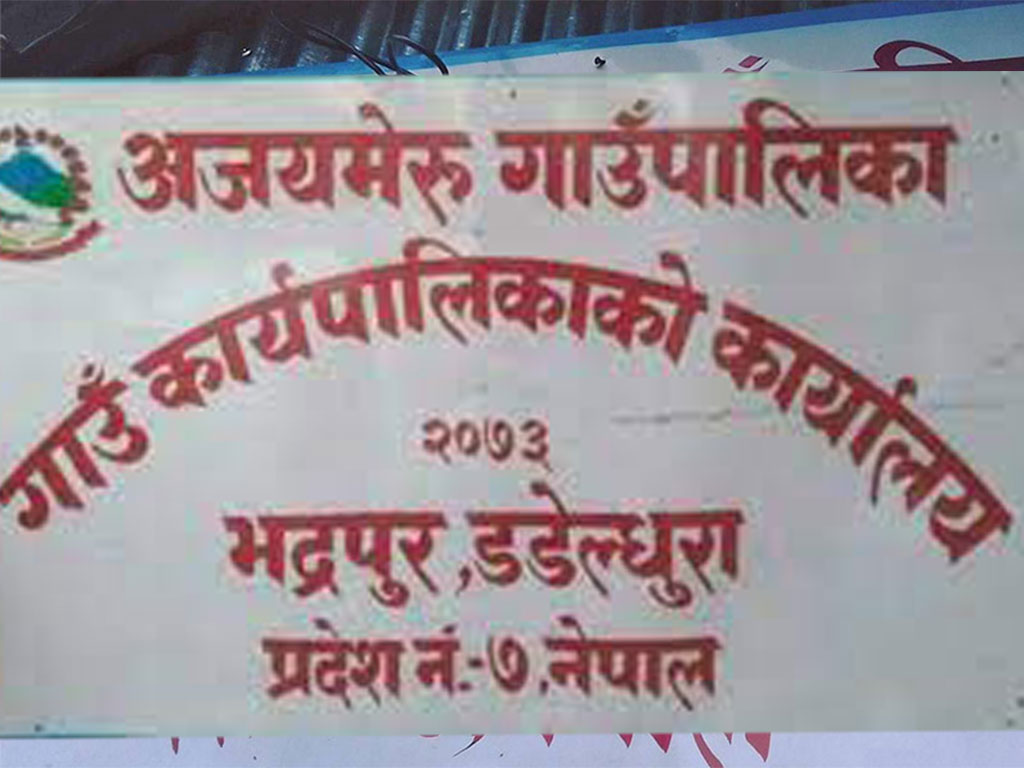 अजयमेरु गाउँपालिका
गाउँ कार्यपालिकाको कार्यालय
२०७३
भद्रपुर ,डडेल्धुरा
प्रदेश नं.-७.नेपाल